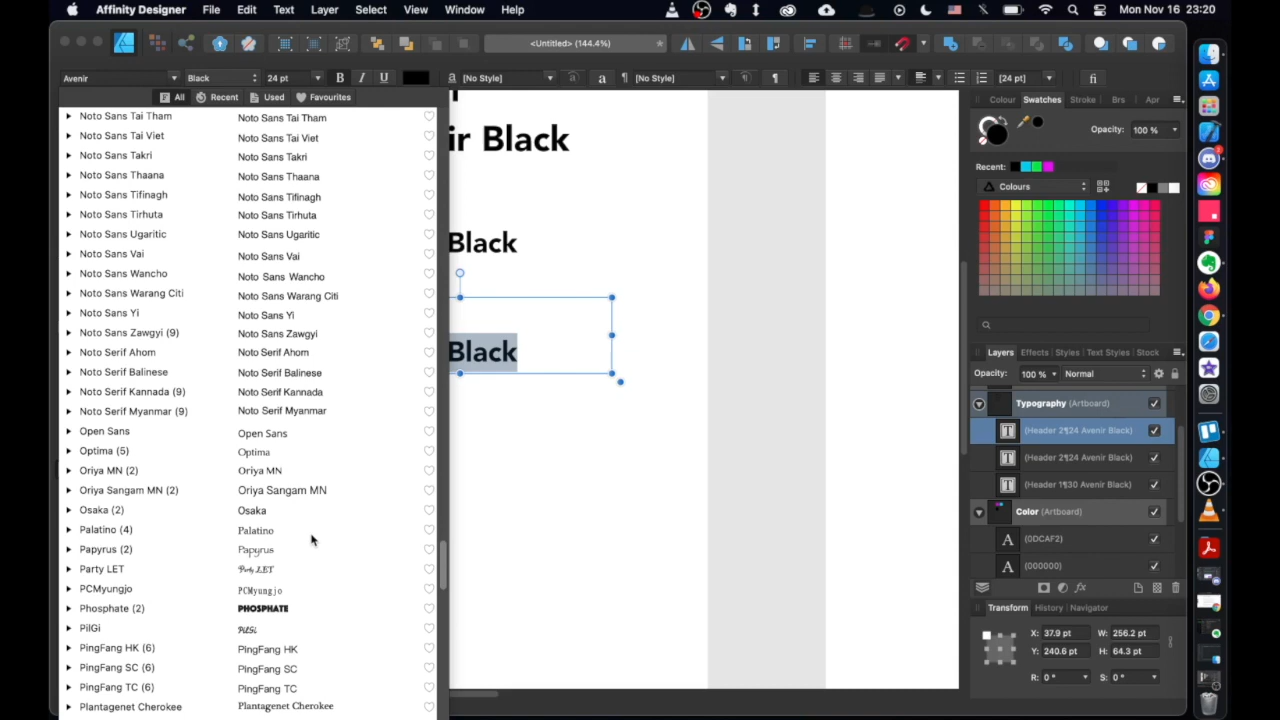 Affinity Designer File Edit Text Layer Select View Window Help Mon Nov 16 23:20
<Untitled> (144.4%)
Avenir Black 24 pt B I U a [No Style] a a ¶ [No Style] ¶ [24 pt] fi
All Recent Used Favourites
Noto Sans Tai Tham Noto Sans Tai Tham
Noto Sans Tai Viet Noto Sans Tai Viet
Noto Sans Takri Noto Sans Takri
Noto Sans Thaana Noto Sans Thaana
Noto Sans Tifinagh Noto Sans Tifinagh
Noto Sans Tirhuta Noto Sans Tirhuta
Noto Sans Ugaritic Noto Sans Ugaritic
Noto Sans Vai Noto Sans Vai
Noto Sans Wancho Noto Sans Wancho
Noto Sans Warang Citi Noto Sans Warang Citi
Noto Sans Yi Noto Sans Yi
Noto Sans Zawgyi (9) Noto Sans Zawgyi
Noto Serif Ahom Noto Serif Ahom
Noto Serif Balinese Noto Serif Balinese
Noto Serif Kannada (9) Noto Serif Kannada
Noto Serif Myanmar (9) Noto Serif Myanmar
Open Sans Open Sans
Optima (5) Optima
Oriya MN (2) Oriya MN
Oriya Sangam MN (2) Oriya Sangam MN
Osaka (2) Osaka
Palatino (4) Palatino
Papyrus (2) Papyrus
Party LET Party LET
PCMyungjo PCMyungjo
Phosphate (2) PHOSPHATE
PilGi PilGi
PingFang HK (6) PingFang HK
PingFang SC (6) PingFang SC
PingFang TC (6) PingFang TC
Plantagenet Cherokee Plantagenet Cherokee
ir Black
Black
Black
Colour Swatches Stroke Brs Apr
Opacity: 100 %
Recent:
Colours
Layers Effects Styles Text Styles Stock
Opacity: 100 % Normal
Typography (Artboard)
T (Header 2¶24 Avenir Black)
T (Header 2¶24 Avenir Black)
T (Header 1¶30 Avenir Black)
Color (Artboard)
A (0DCAF2)
A (000000)
fx
Transform History Navigator
X: 37.9 pt W: 256.2 pt
Y: 240.6 pt H: 64.3 pt
R: 0 ° S: 0 °